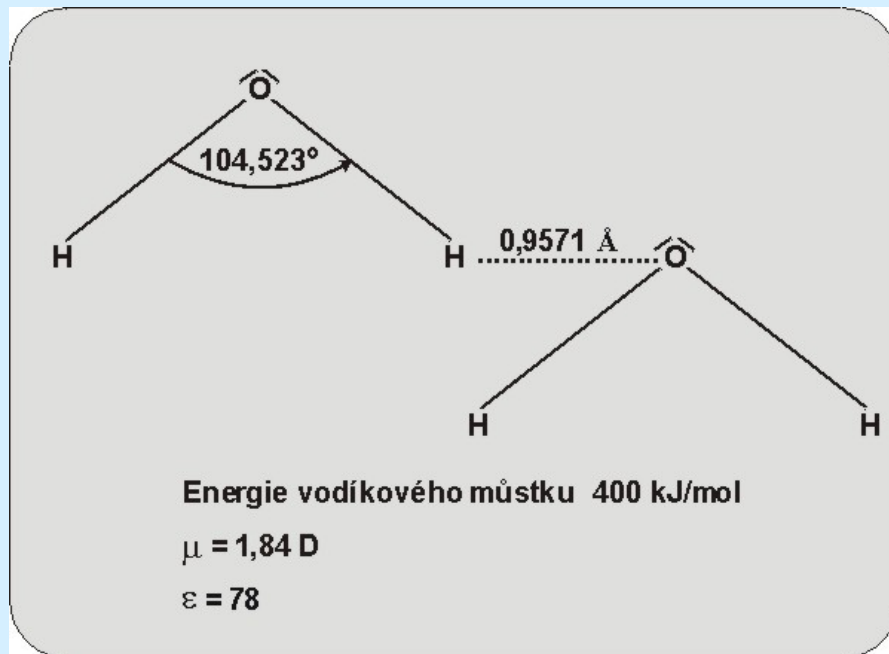 O
104,523°
H
H
0,9571 Å
O
H
H
Energie vodíkového můstku 400 kJ/mol
μ = 1,84 D
ε = 78